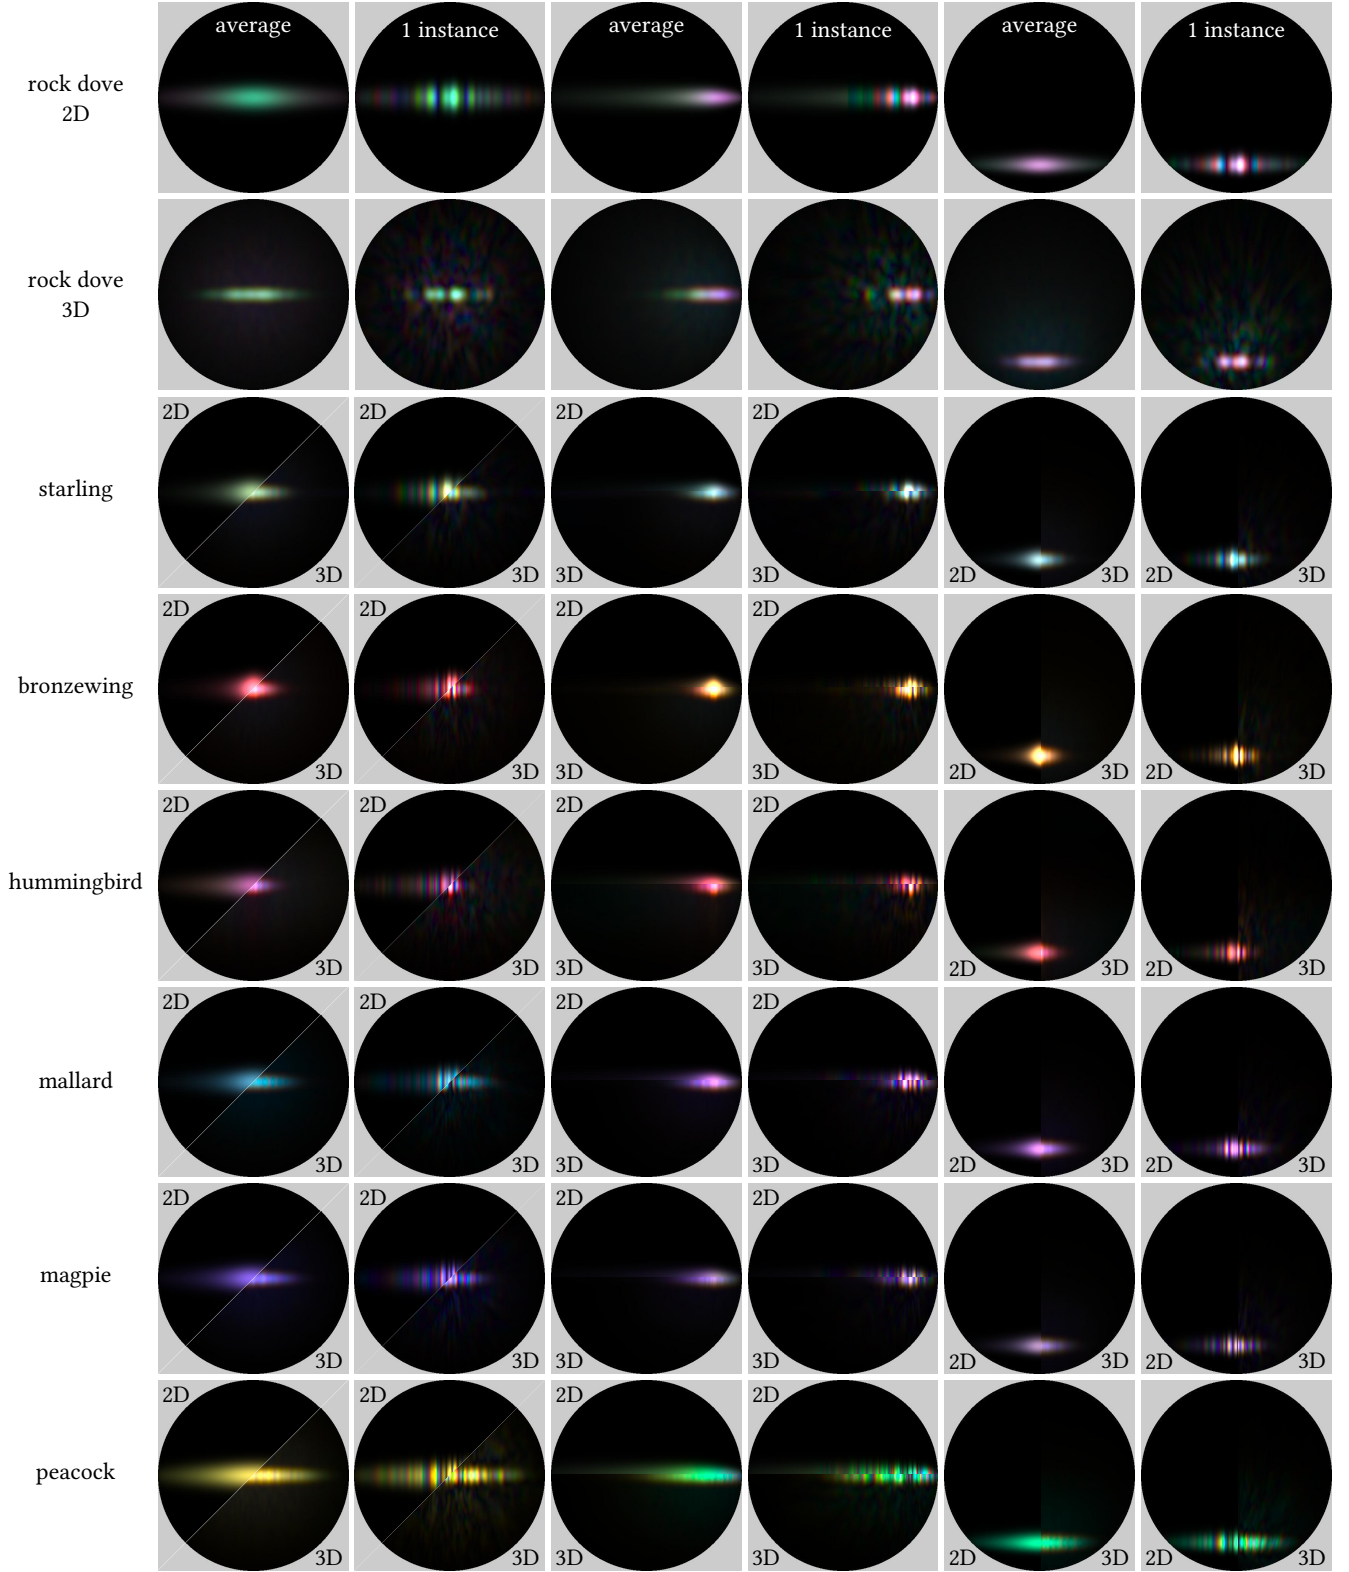 average 1 instance average 1 instance average 1 instance
rock dove
2D
rock dove
3D
2D 2D 2D 2D
starling
3D 3D 3D 3D 2D 3D 2D 3D
2D 2D 2D 2D
bronzewing
3D 3D 3D 3D 2D 3D 2D 3D
2D 2D 2D 2D
hummingbird
3D 3D 3D 3D 2D 3D 2D 3D
2D 2D 2D 2D
mallard
3D 3D 3D 3D 2D 3D 2D 3D
2D 2D 2D 2D
magpie
3D 3D 3D 3D 2D 3D 2D 3D
2D 2D 2D 2D
peacock
3D 3D 3D 3D 2D 3D 2D 3D